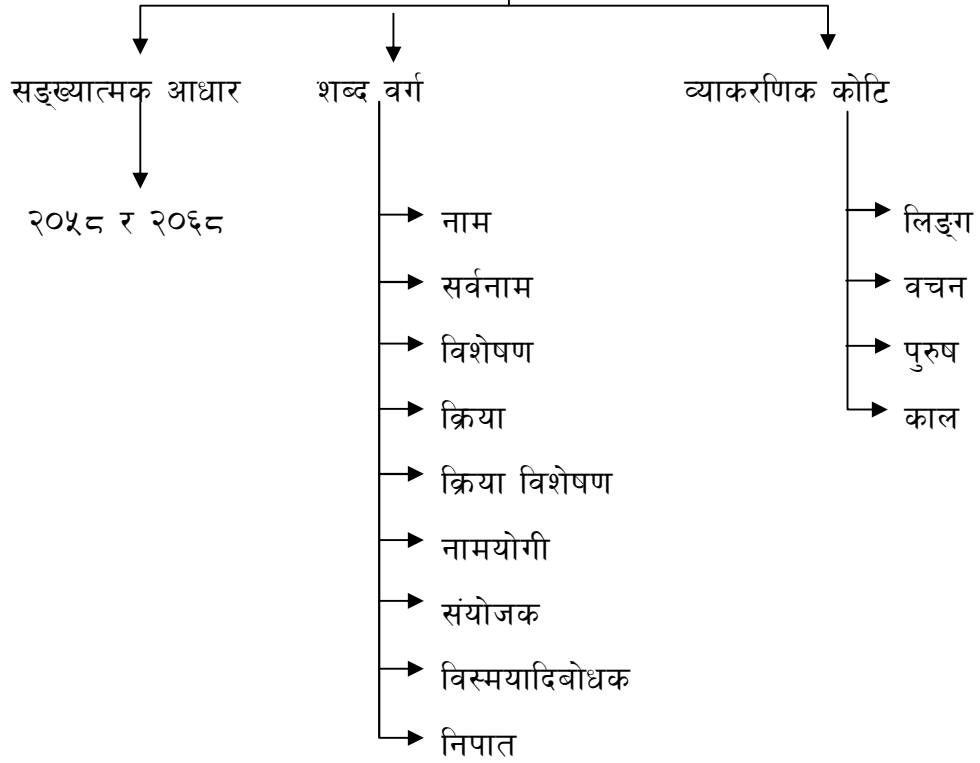 सङ्ख्यात्मक आधार
२०५८ र २०६८
शब्द वर्ग
नाम
सर्वनाम
विशेषण
क्रिया
क्रिया विशेषण
नामयोगी
संयोजक
विस्मयादिबोधक
निपात
व्याकरणिक कोटि
लिङ्ग
वचन
पुरुष
काल